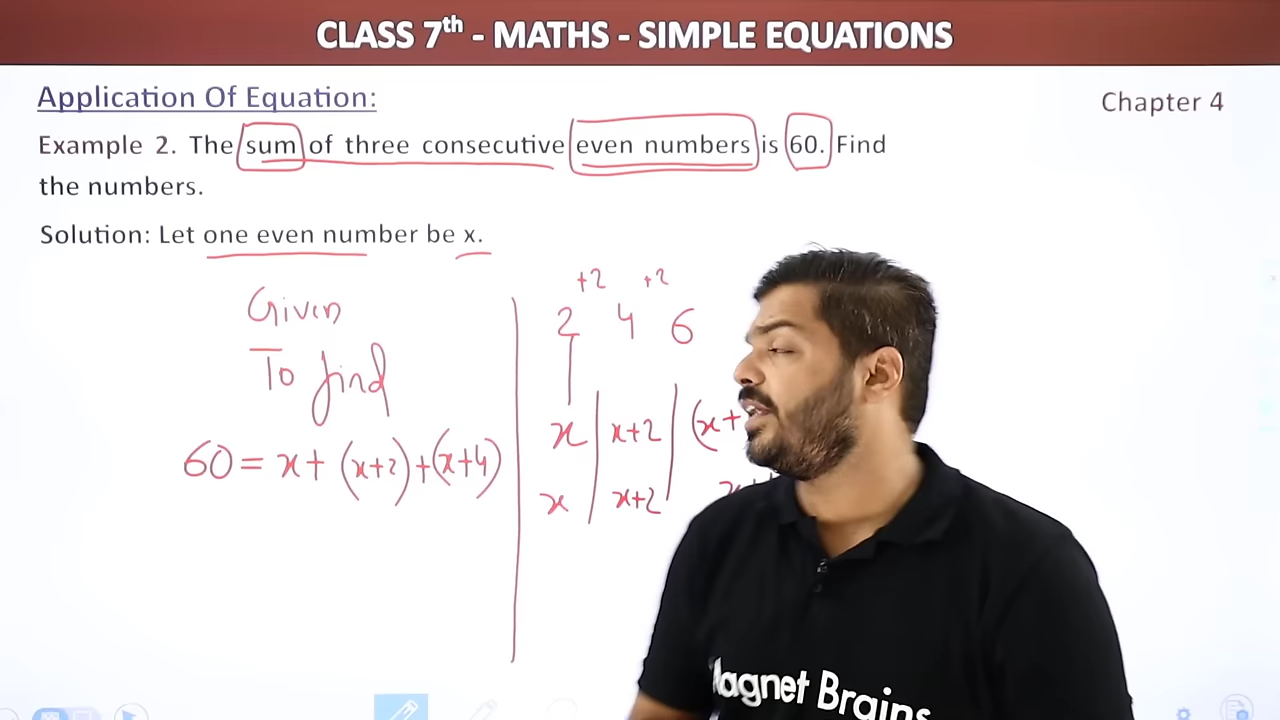 CLASS 7th - MATHS - SIMPLE EQUATIONS
Application Of Equation:
Chapter 4
Example 2. The sum of three consecutive even numbers is 60. Find
the numbers.
Solution: Let one even number be x.
Given
To find
60 = x + (x+2) + (x+4)
+2 +2
2 4 6
x | x+2 | (x+
x | x+2
Magnet Brains